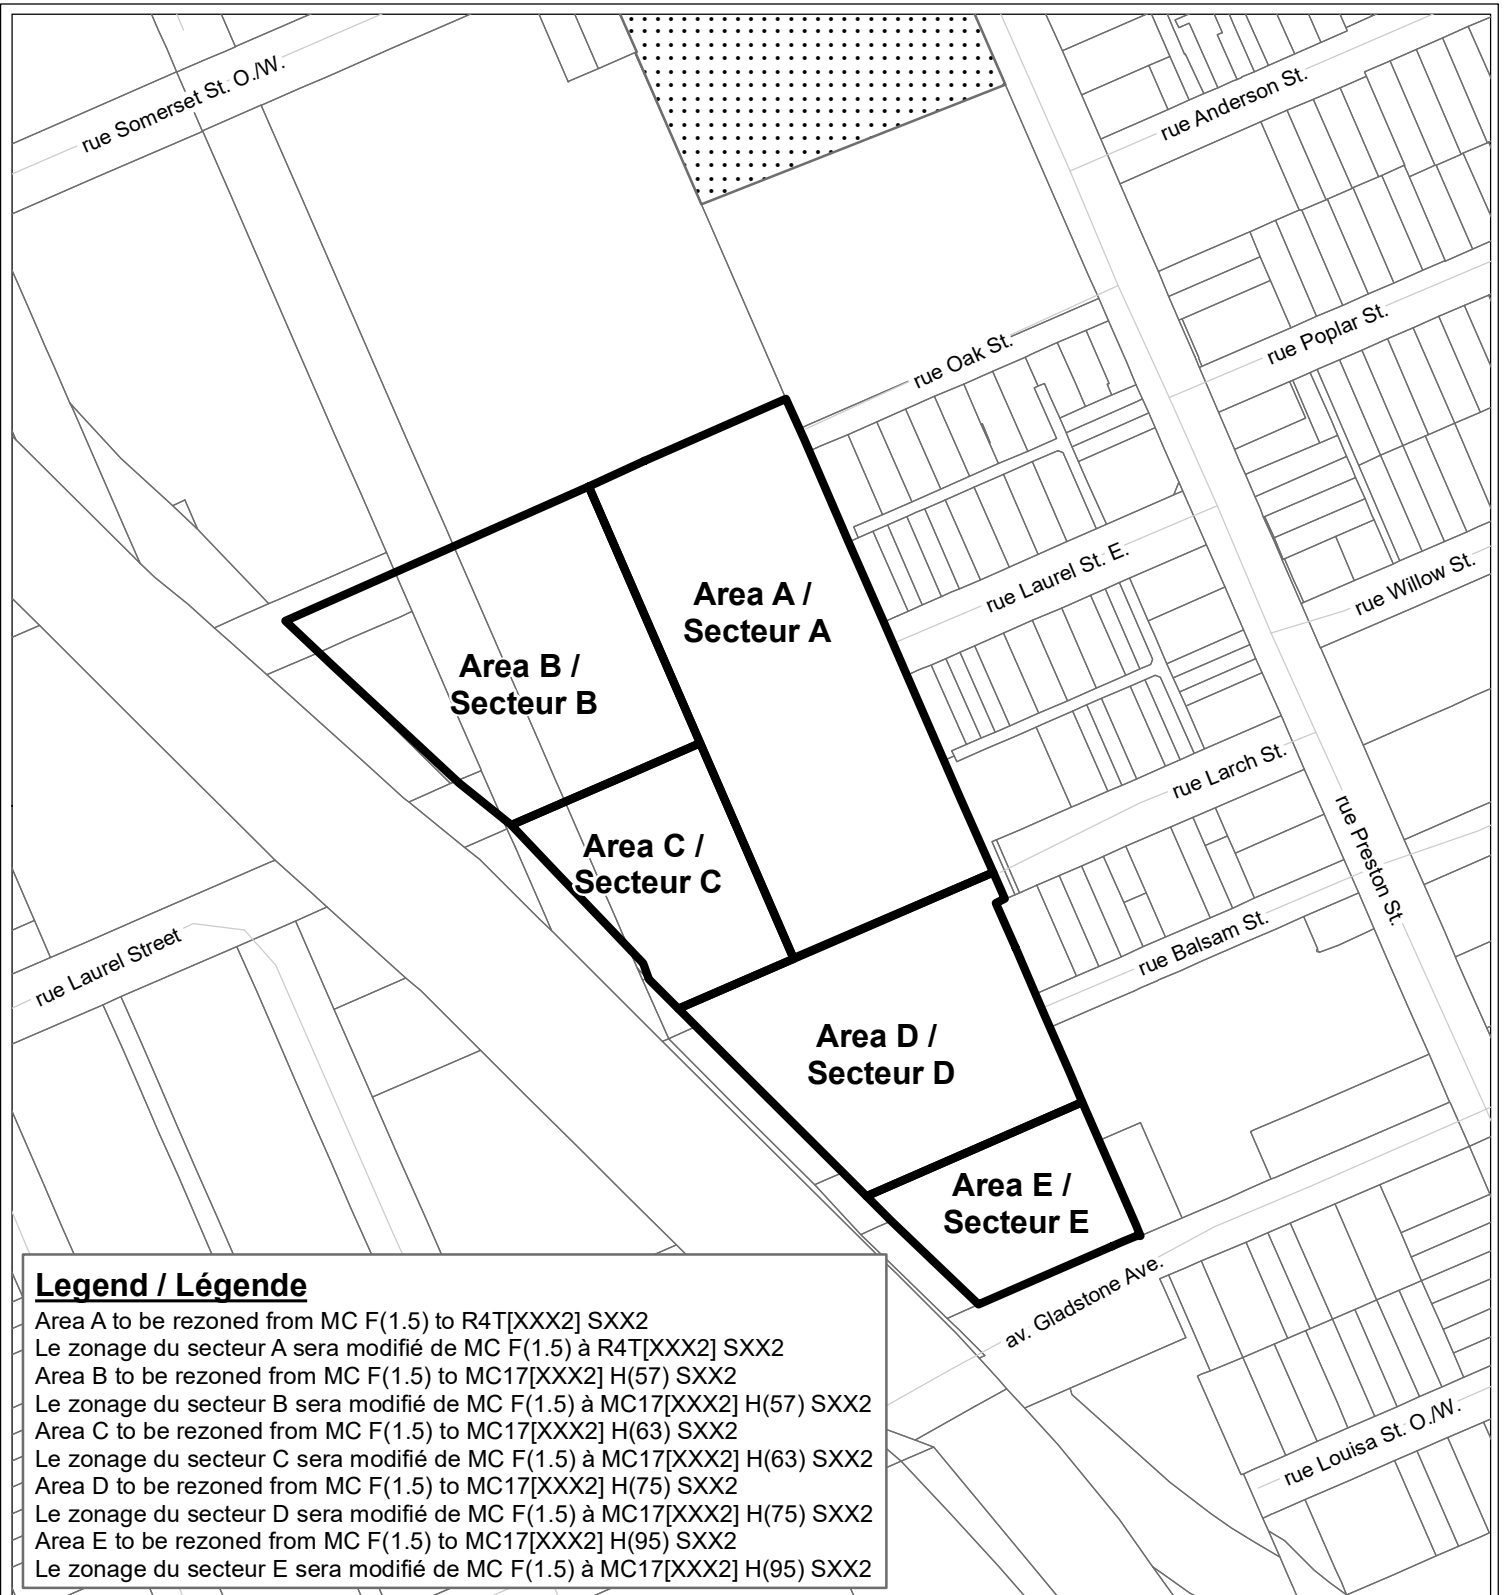 rue Somerset St. O./W.
rue Anderson St.
rue Poplar St.
rue Oak St.
rue Willow St.
rue Laurel St. E.
Area A /
Secteur A
Area B /
Secteur B
rue Larch St.
rue Preston St.
Area C /
Secteur C
rue Balsam St.
rue Laurel Street
Area D /
Secteur D
Area E /
Secteur E
av. Gladstone Ave.
rue Louisa St. O./W.
Legend / Légende
Area A to be rezoned from MC F(1.5) to R4T[XXX2] SXX2
Le zonage du secteur A sera modifié de MC F(1.5) à R4T[XXX2] SXX2
Area B to be rezoned from MC F(1.5) to MC17[XXX2] H(57) SXX2
Le zonage du secteur B sera modifié de MC F(1.5) à MC17[XXX2] H(57) SXX2
Area C to be rezoned from MC F(1.5) to MC17[XXX2] H(63) SXX2
Le zonage du secteur C sera modifié de MC F(1.5) à MC17[XXX2] H(63) SXX2
Area D to be rezoned from MC F(1.5) to MC17[XXX2] H(75) SXX2
Le zonage du secteur D sera modifié de MC F(1.5) à MC17[XXX2] H(75) SXX2
Area E to be rezoned from MC F(1.5) to MC17[XXX2] H(95) SXX2
Le zonage du secteur E sera modifié de MC F(1.5) à MC17[XXX2] H(95) SXX2